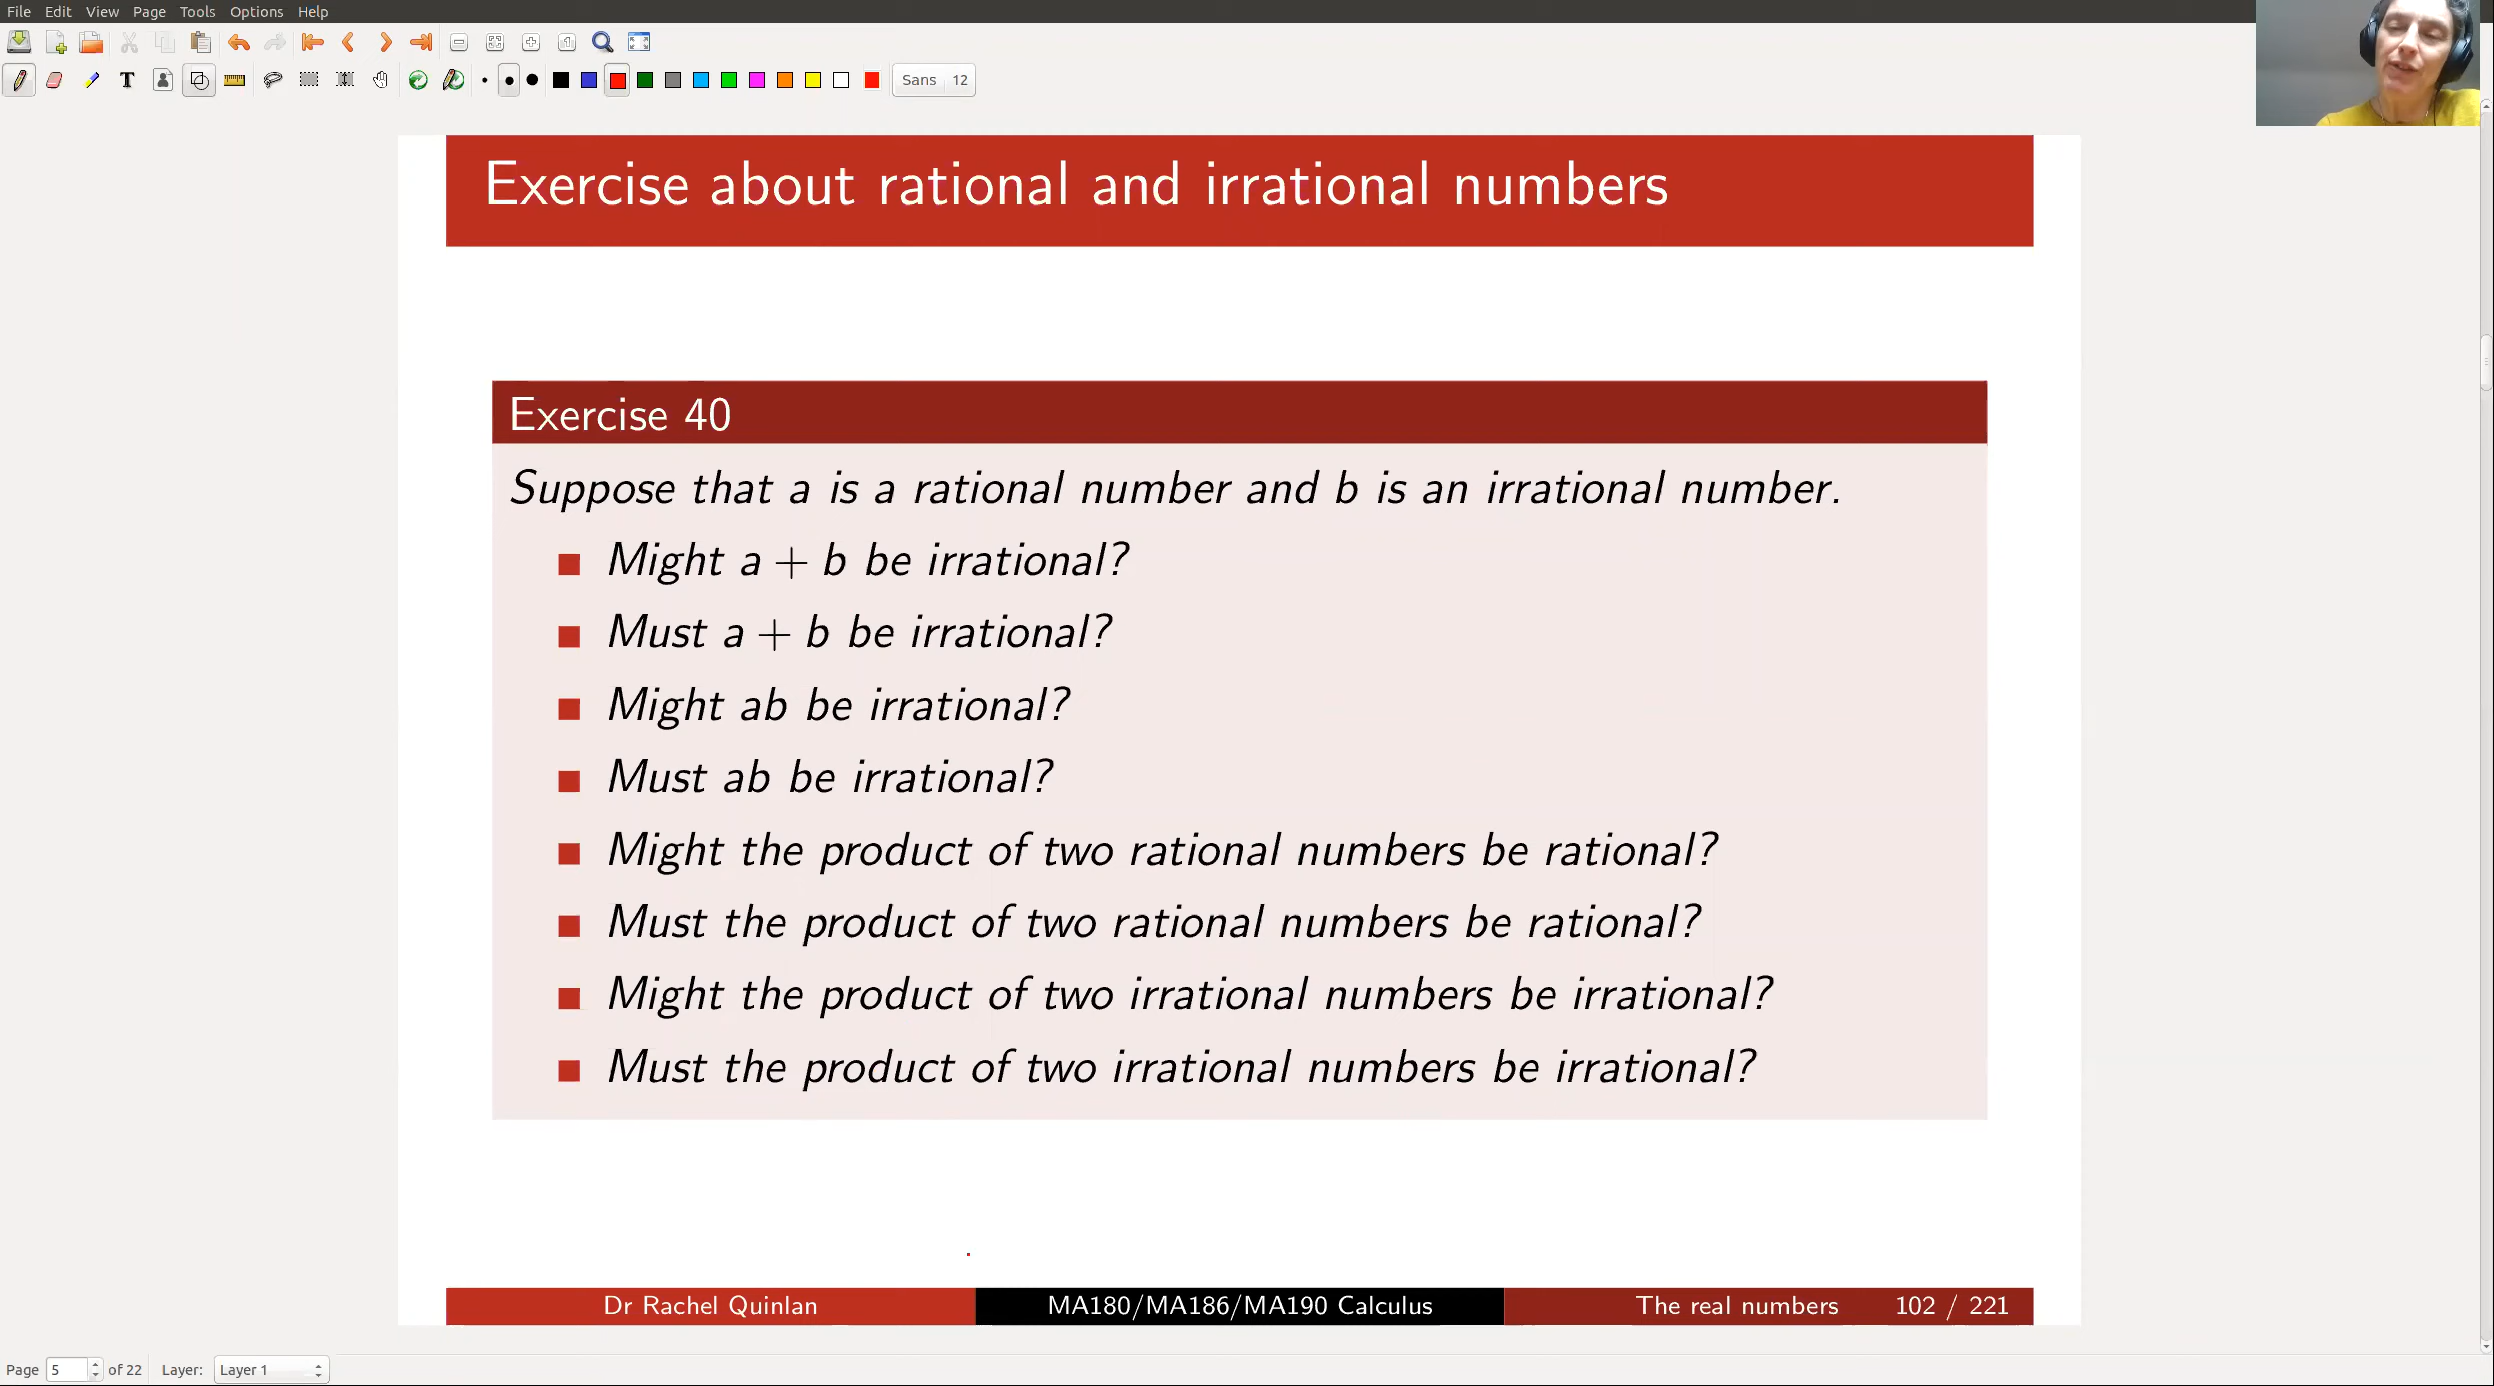 File Edit View Page Tools Options Help
T Sans 12
Exercise about rational and irrational numbers
Exercise 40
Suppose that a is a rational number and b is an irrational number.
Might a + b be irrational?
Must a + b be irrational?
Might ab be irrational?
Must ab be irrational?
Might the product of two rational numbers be rational?
Must the product of two rational numbers be rational?
Might the product of two irrational numbers be irrational?
Must the product of two irrational numbers be irrational?
Dr Rachel Quinlan MA180/MA186/MA190 Calculus The real numbers 102 / 221
Page 5 of 22 Layer: Layer 1